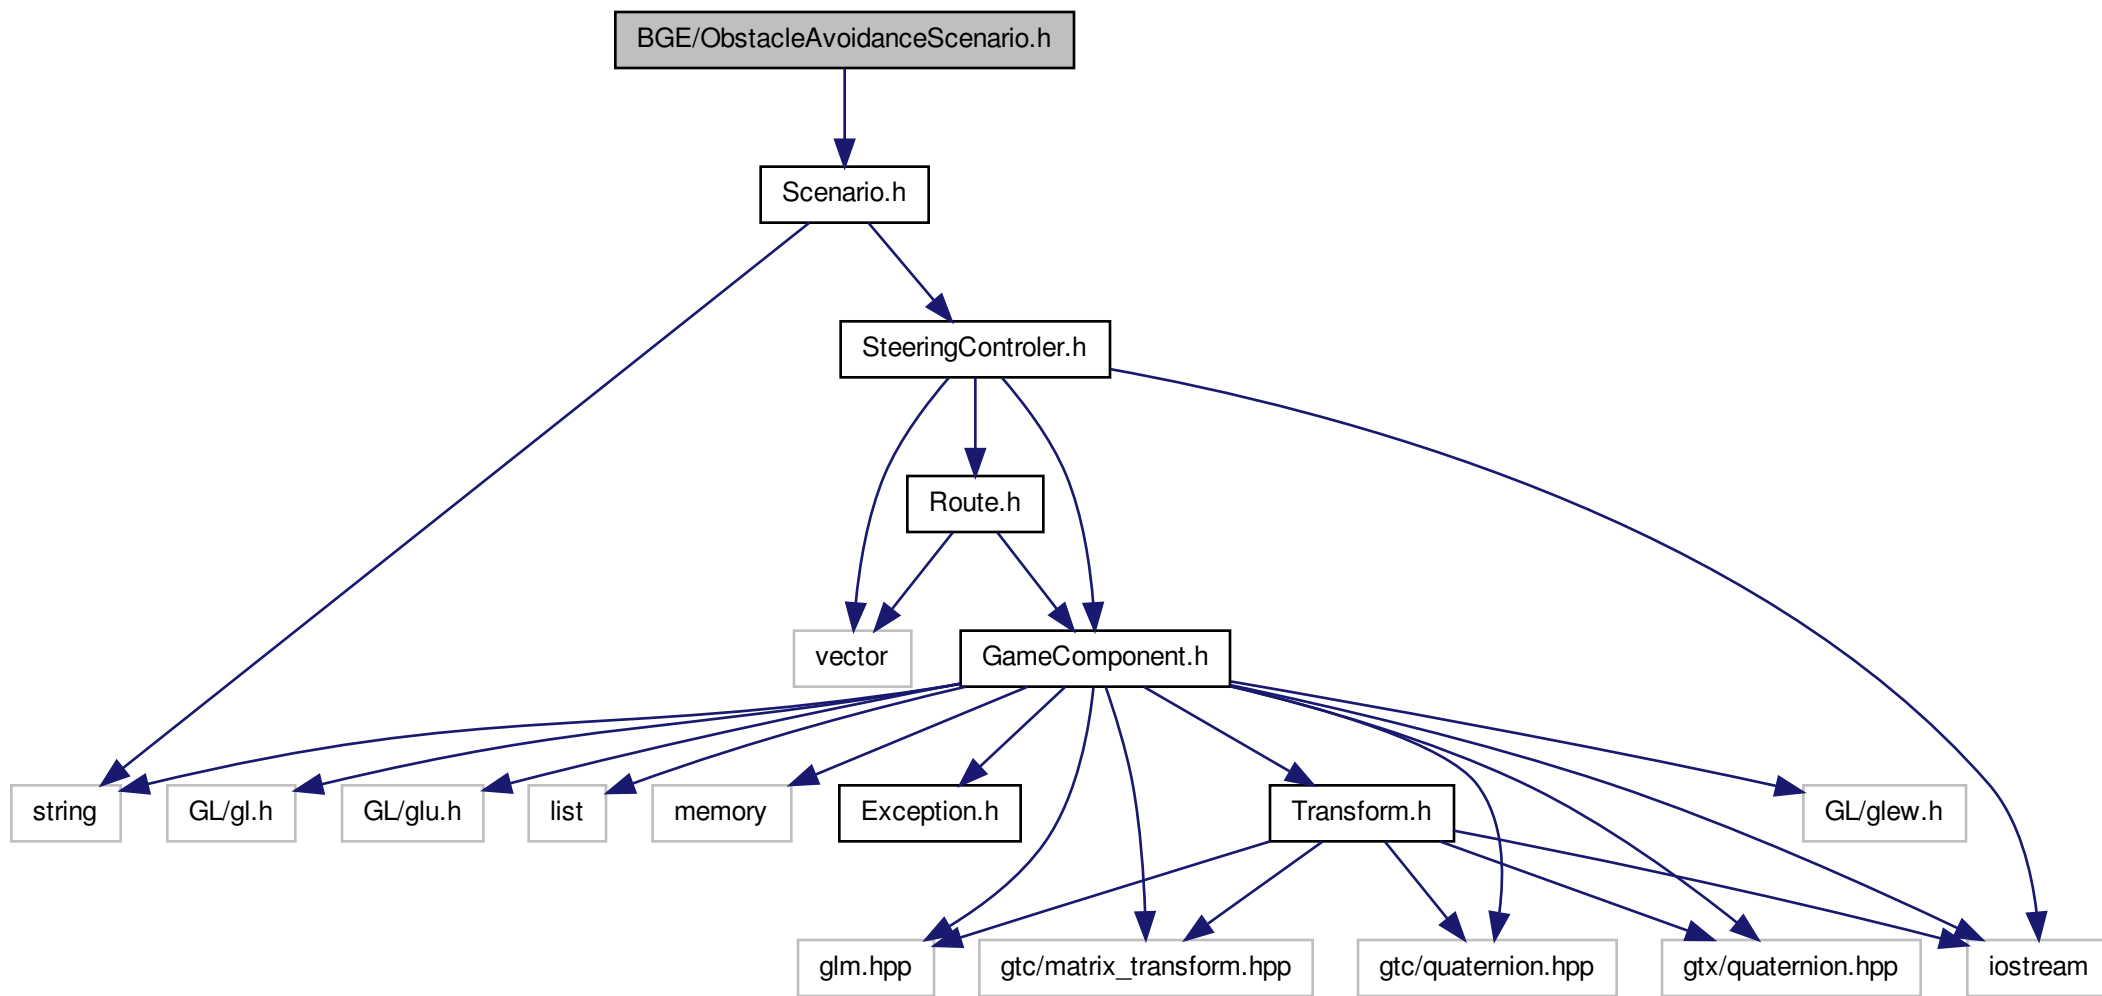 BGE/ObstacleAvoidanceScenario.h
Scenario.h
SteeringControler.h
Route.h
vector
GameComponent.h
string
GL/gl.h
GL/glu.h
list
memory
Exception.h
Transform.h
GL/glew.h
glm.hpp
gtc/matrix_transform.hpp
gtc/quaternion.hpp
gtx/quaternion.hpp
iostream